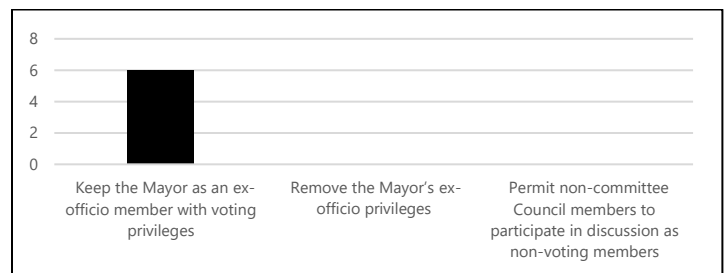 8
6
4
2
0
Keep the Mayor as an ex-
officio member with voting
privileges
Remove the Mayor’s ex-
officio privileges
Permit non-committee
Council members to
participate in discussion as
non-voting members